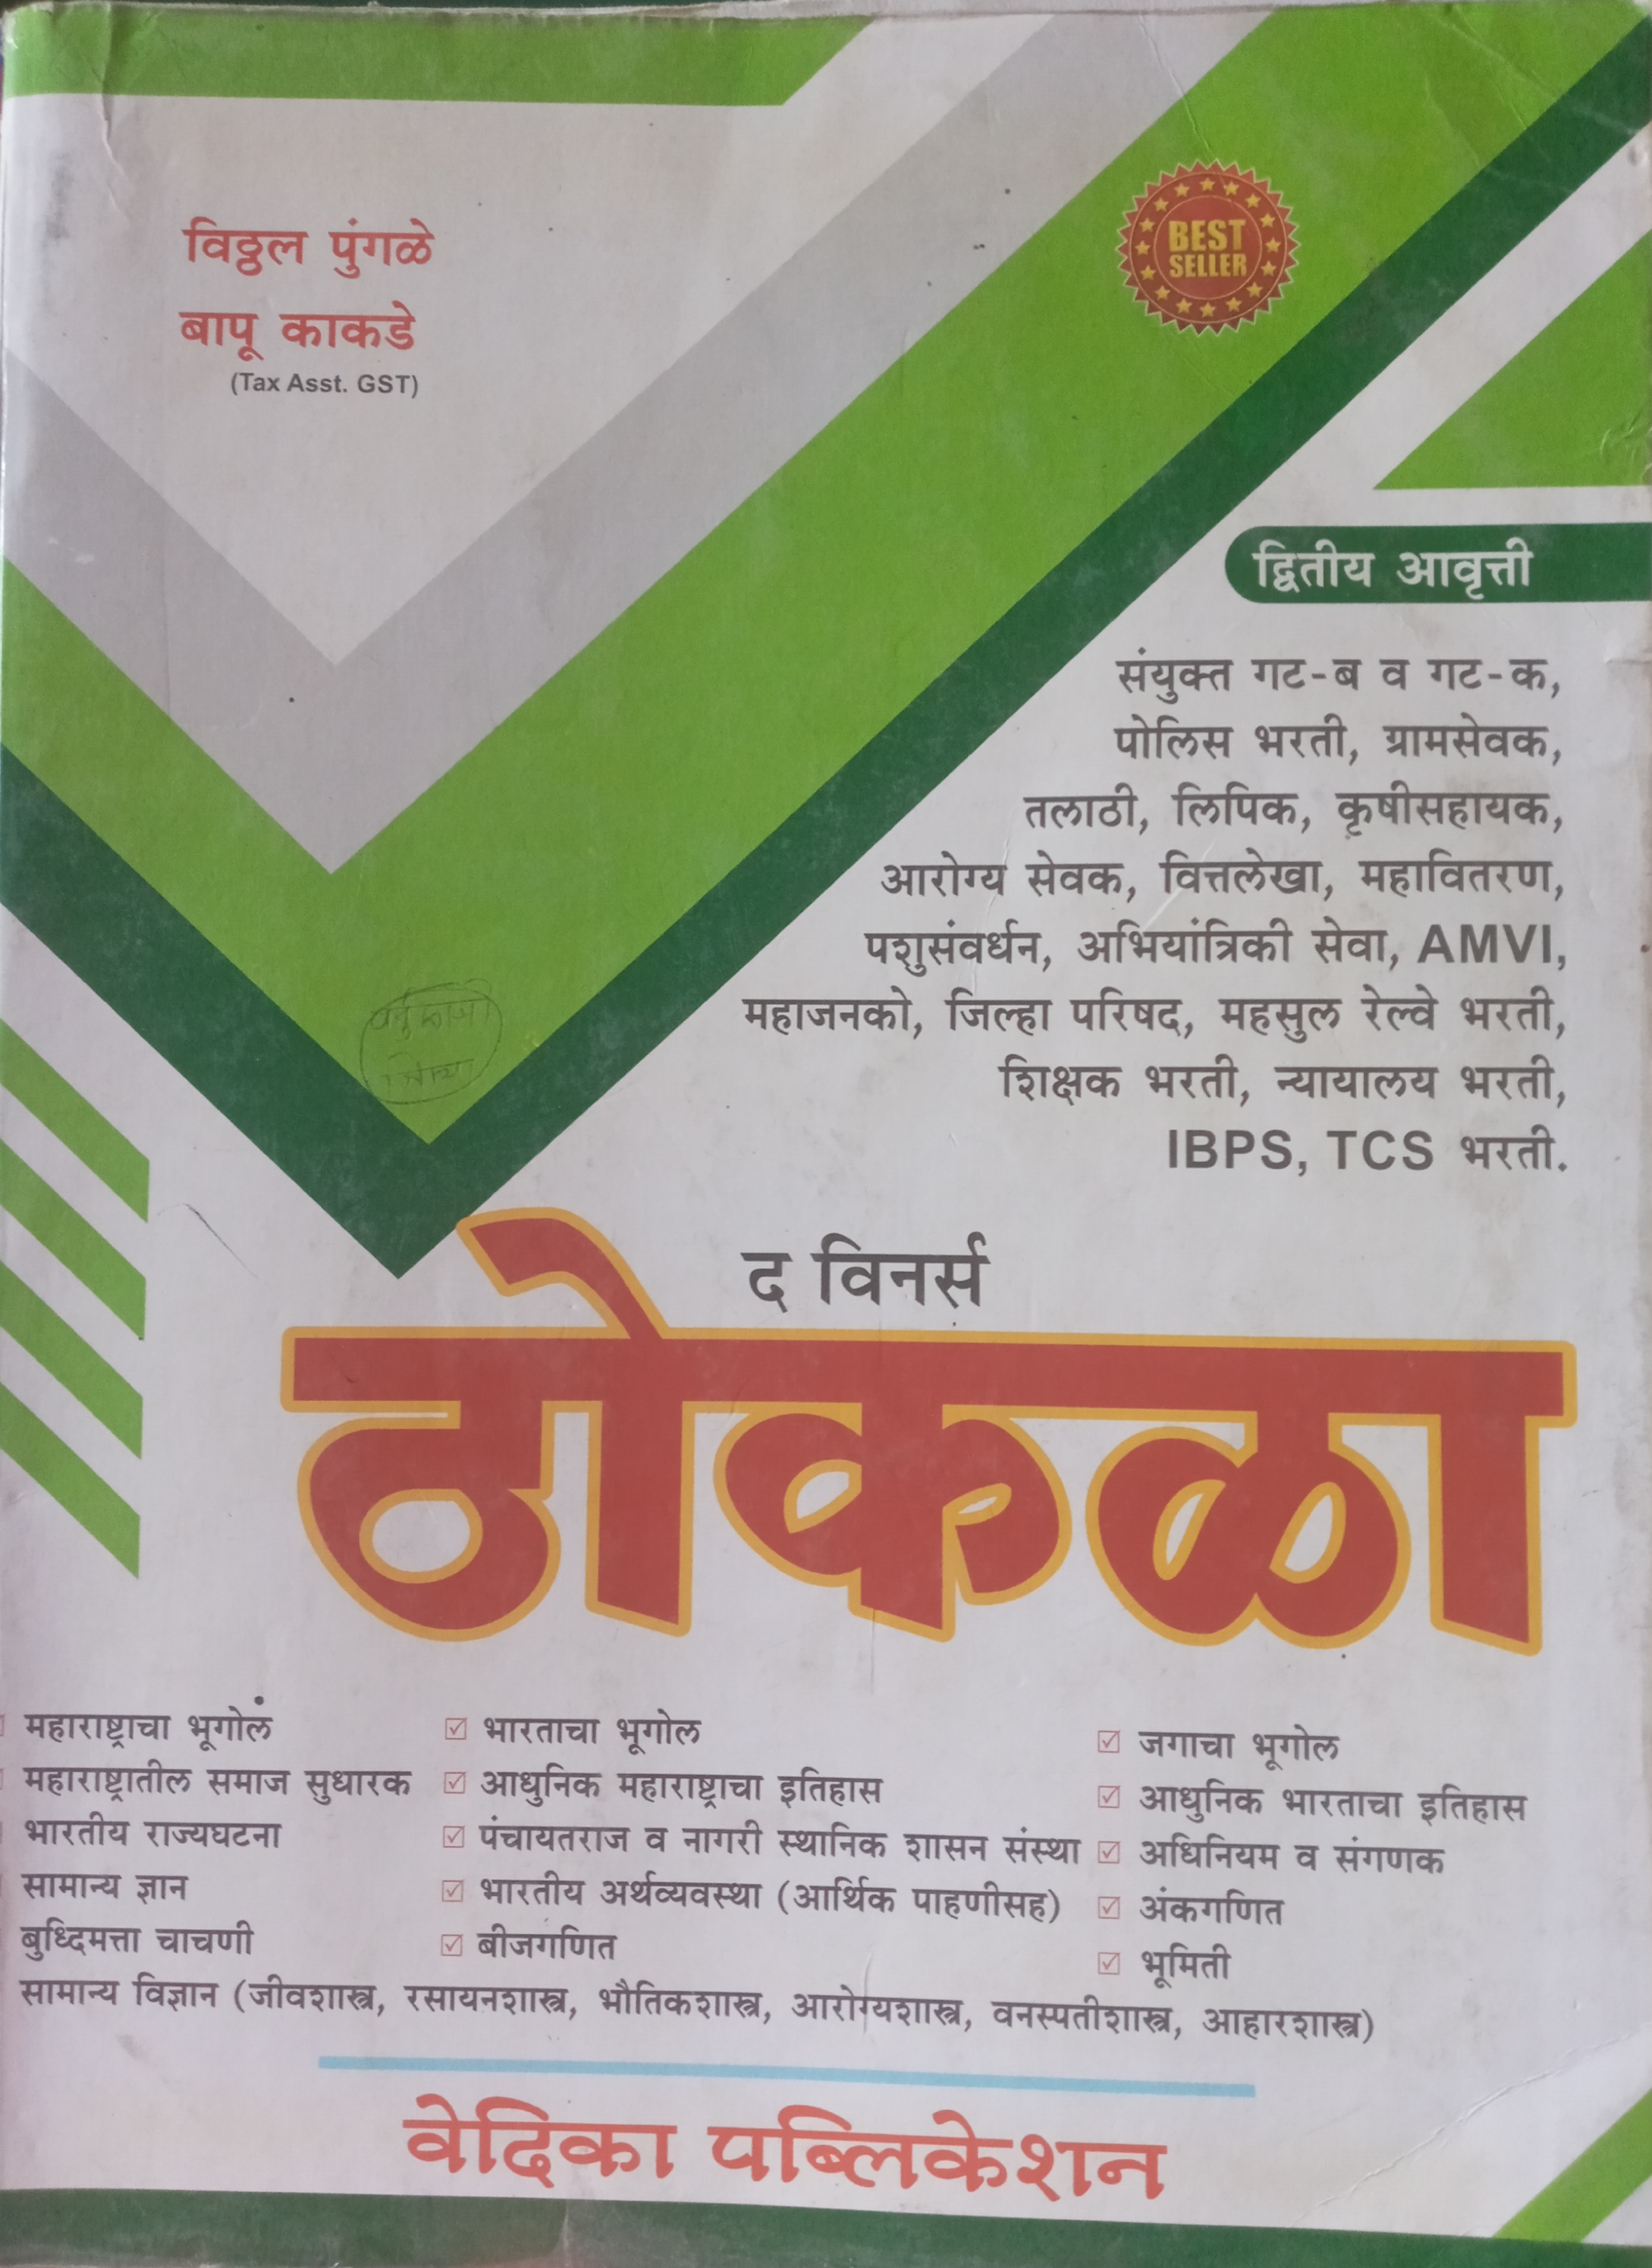 विठ्ठल पुंगळे
बापू काकडे
(Tax Asst. GST)
BEST
SELLER
द्वितीय आवृत्ती
संयुक्त गट-ब व गट-क,
पोलिस भरती, ग्रामसेवक,
तलाठी, लिपिक, कृषीसहायक,
आरोग्य सेवक, वित्तलेखा, महावितरण,
पशुसंवर्धन, अभियांत्रिकी सेवा, AMVI,
महाजनको, जिल्हा परिषद, महसुल रेल्वे भरती,
शिक्षक भरती, न्यायालय भरती,
IBPS, TCS भरती.
द विनर्स
ठोकळा
महाराष्ट्राचा भूगोल भारताचा भूगोल जगाचा भूगोल
महाराष्ट्रातील समाज सुधारक आधुनिक महाराष्ट्राचा इतिहास आधुनिक भारताचा इतिहास
भारतीय राज्यघटना पंचायतराज व नागरी स्थानिक शासन संस्था अधिनियम व संगणक
सामान्य ज्ञान भारतीय अर्थव्यवस्था (आर्थिक पाहणीसह) अंकगणित
बुध्दिमत्ता चाचणी बीजगणित भूमिती
सामान्य विज्ञान (जीवशास्त्र, रसायनशास्त्र, भौतिकशास्त्र, आरोग्यशास्त्र, वनस्पतीशास्त्र, आहारशास्त्र)
वेदिका पब्लिकेशन